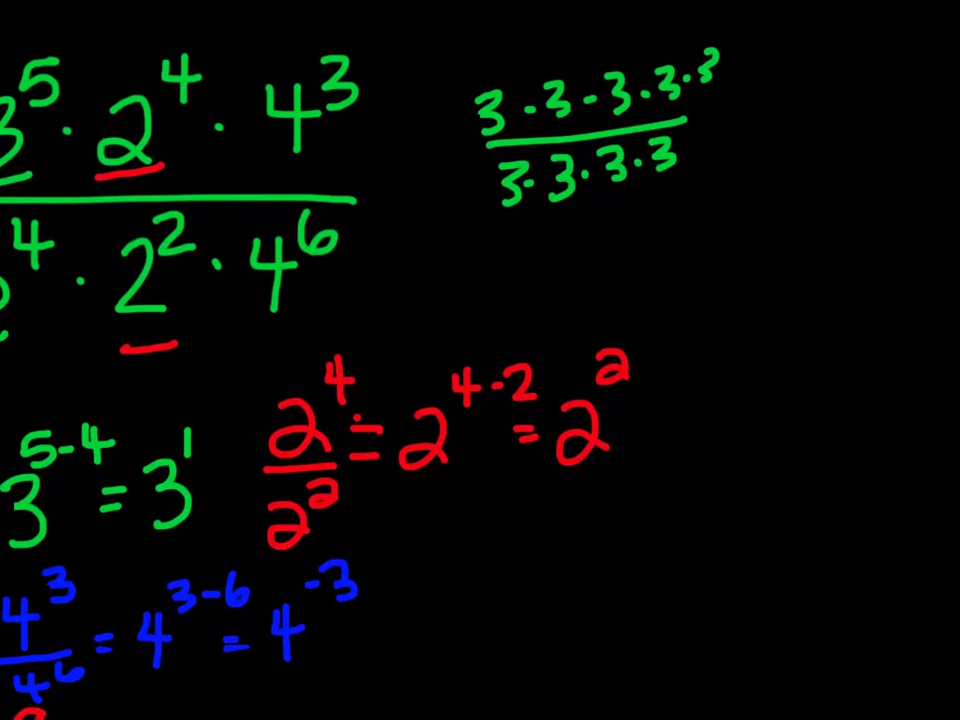 3⁵ · 2⁴ · 4³
3⁴ · 2² · 4⁶
3 · 3 · 3 · 3 · 3
3 · 3 · 3 · 3
3⁵⁻⁴ = 3¹
2⁴/2² = 2⁴⁻² = 2²
4³/4⁶ = 4³⁻⁶ = 4⁻³